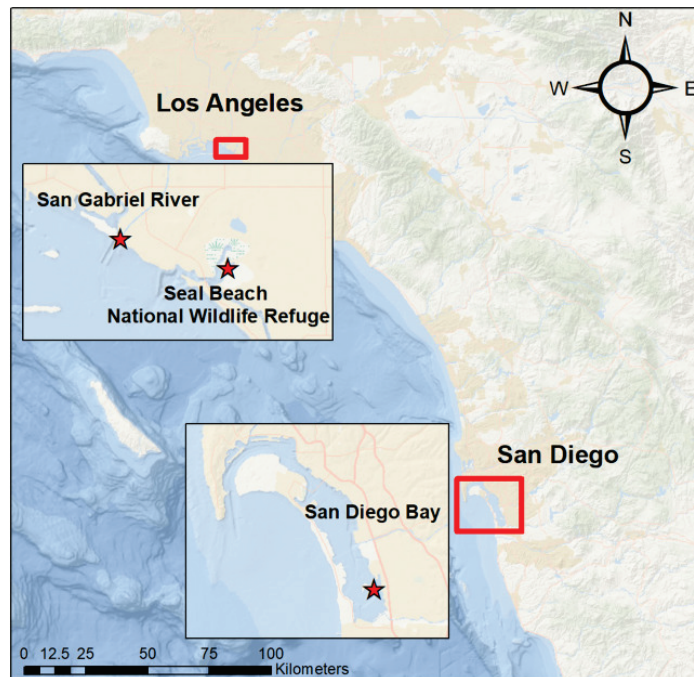 N
W E
S
Los Angeles
San Gabriel River
Seal Beach
National Wildlife Refuge
San Diego
San Diego Bay
0 12.5 25 50 75 100
Kilometers